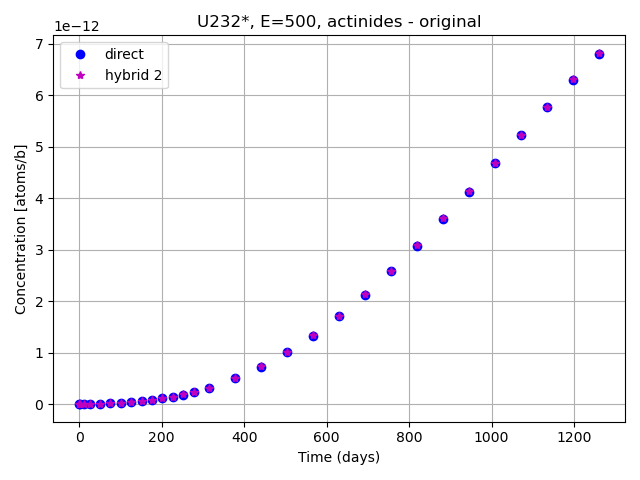 U232*, E=500, actinides - original
1e−12
direct
hybrid 2
7
6
5
4
3
2
1
0
Concentration [atoms/b]
0 200 400 600 800 1000 1200
Time (days)